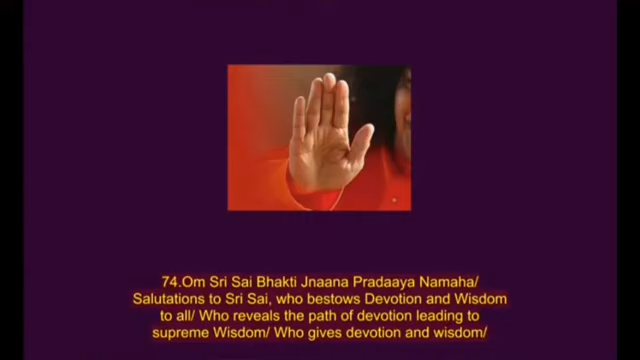 74.Om Sri Sai Bhakti Jnaana Pradaaya Namaha/
Salutations to Sri Sai, who bestows Devotion and Wisdom
to all/ Who reveals the path of devotion leading to
supreme Wisdom/ Who gives devotion and wisdom/